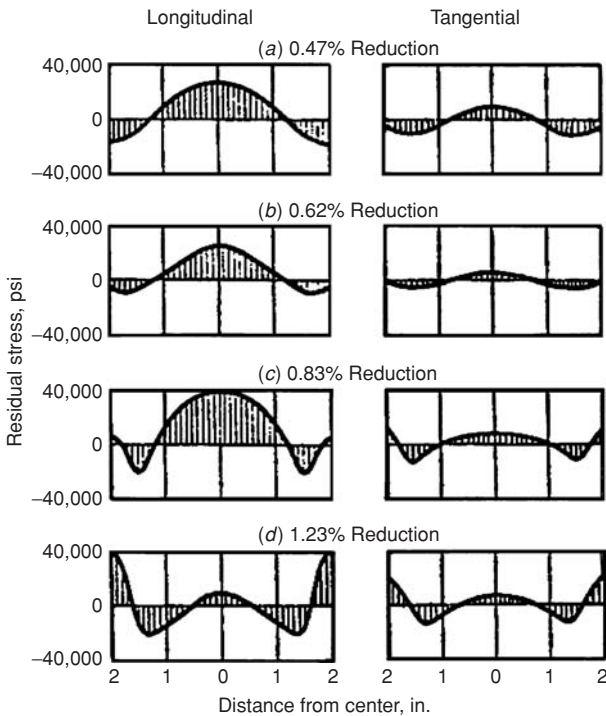 Longitudinal Tangential
(a) 0.47% Reduction
40,000
0
−40,000
(b) 0.62% Reduction
40,000
0
−40,000
(c) 0.83% Reduction
40,000
0
−40,000
(d) 1.23% Reduction
40,000
0
−40,000
Residual stress, psi
2 1 0 1 2 2 1 0 1 2
Distance from center, in.